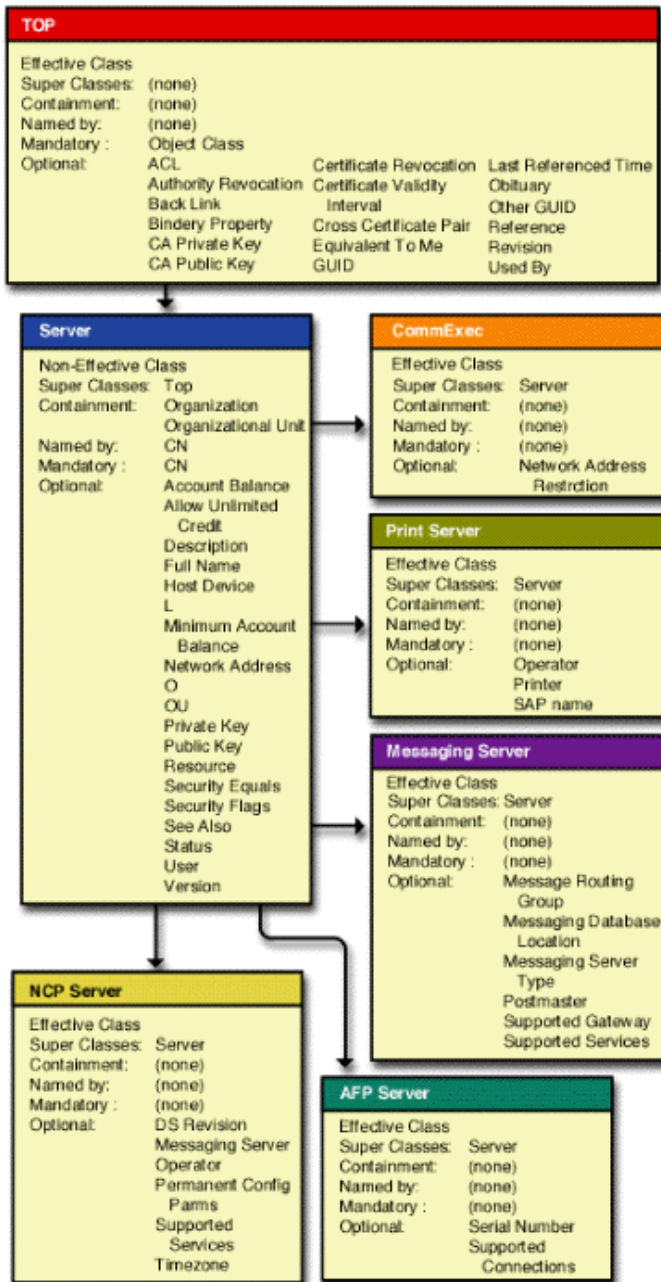 TOP
Effective Class
Super Classes: (none)
Containment: (none)
Named by: (none)
Mandatory : Object Class
Optional: ACL
Authority Revocation
Back Link
Bindery Property
CA Private Key
CA Public Key
Certificate Revocation
Certificate Validity
Interval
Cross Certificate Pair
Equivalent To Me
GUID
Last Referenced Time
Obituary
Other GUID
Reference
Revision
Used By
Server
Non-Effective Class
Super Classes: Top
Containment: Organization
Organizational Unit
Named by: CN
Mandatory : CN
Optional: Account Balance
Allow Unlimited
Credit
Description
Full Name
Host Device
L
Minimum Account
Balance
Network Address
O
OU
Private Key
Public Key
Resource
Security Equals
Security Flags
See Also
Status
User
Version
CommExec
Effective Class
Super Classes: Server
Containment: (none)
Named by: (none)
Mandatory : (none)
Optional: Network Address
Restrction
Print Server
Effective Class
Super Classes: Server
Containment: (none)
Named by: (none)
Mandatory : (none)
Optional: Operator
Printer
SAP name
Messaging Server
Effective Class
Super Classes: Server
Containment: (none)
Named by: (none)
Mandatory : (none)
Optional: Message Routing
Group
Messaging Database
Location
Messaging Server
Type
Postmaster
Supported Gateway
Supported Services
NCP Server
Effective Class
Super Classes: Server
Containment: (none)
Named by: (none)
Mandatory : (none)
Optional: DS Revision
Messaging Server
Operator
Permanent Config
Parms
Supported
Services
Timezone
AFP Server
Effective Class
Super Classes: Server
Containment: (none)
Named by: (none)
Mandatory : (none)
Optional: Serial Number
Supported
Connections